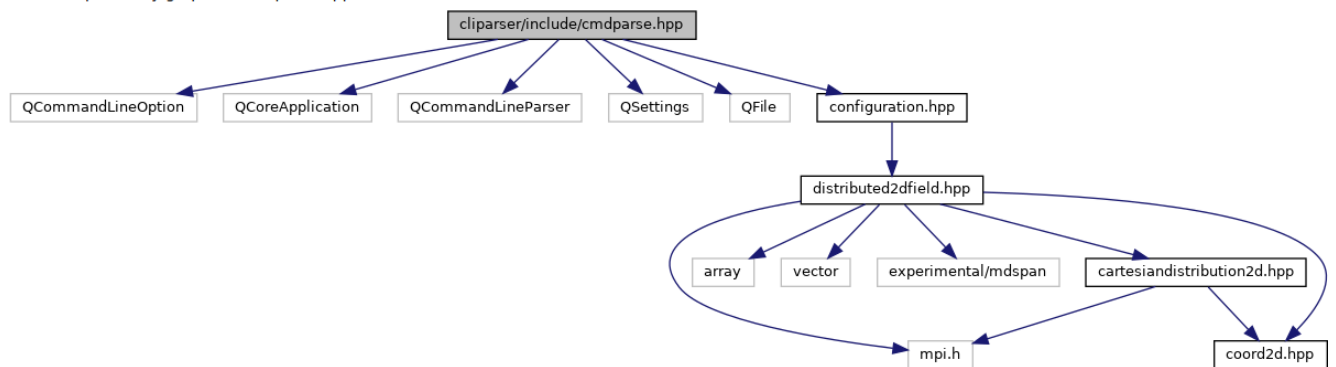 cliparser/include/cmdparse.hpp
QCommandLineOption
QCoreApplication
QCommandLineParser
QSettings
QFile
configuration.hpp
distributed2dfield.hpp
array
vector
experimental/mdspan
cartesiandistribution2d.hpp
mpi.h
coord2d.hpp